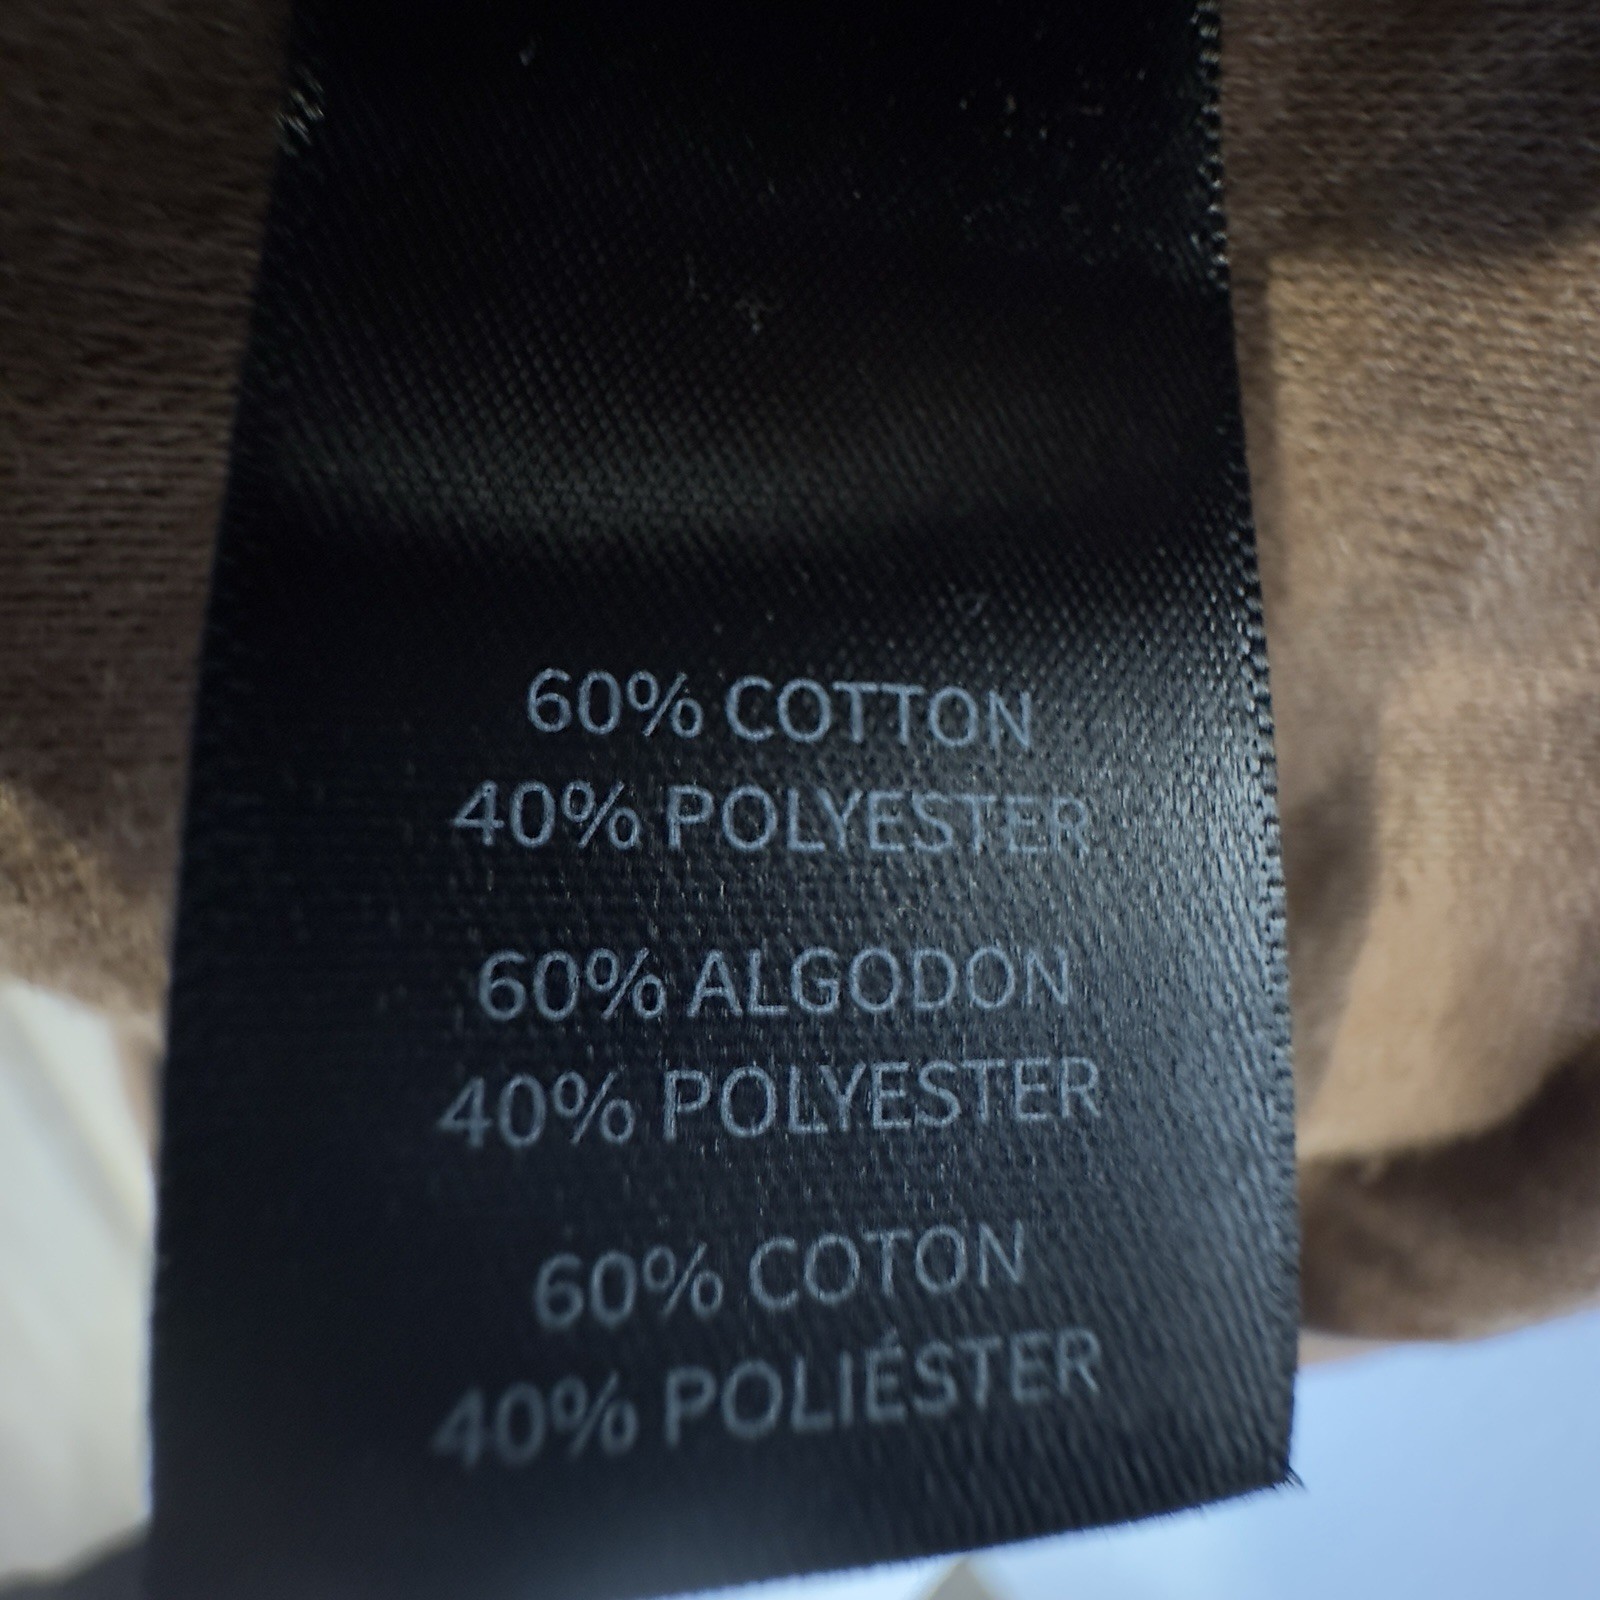 60% COTTON
40% POLYESTER
60% ALGODON
40% POLYESTER
60% COTON
40% POLIÉSTER